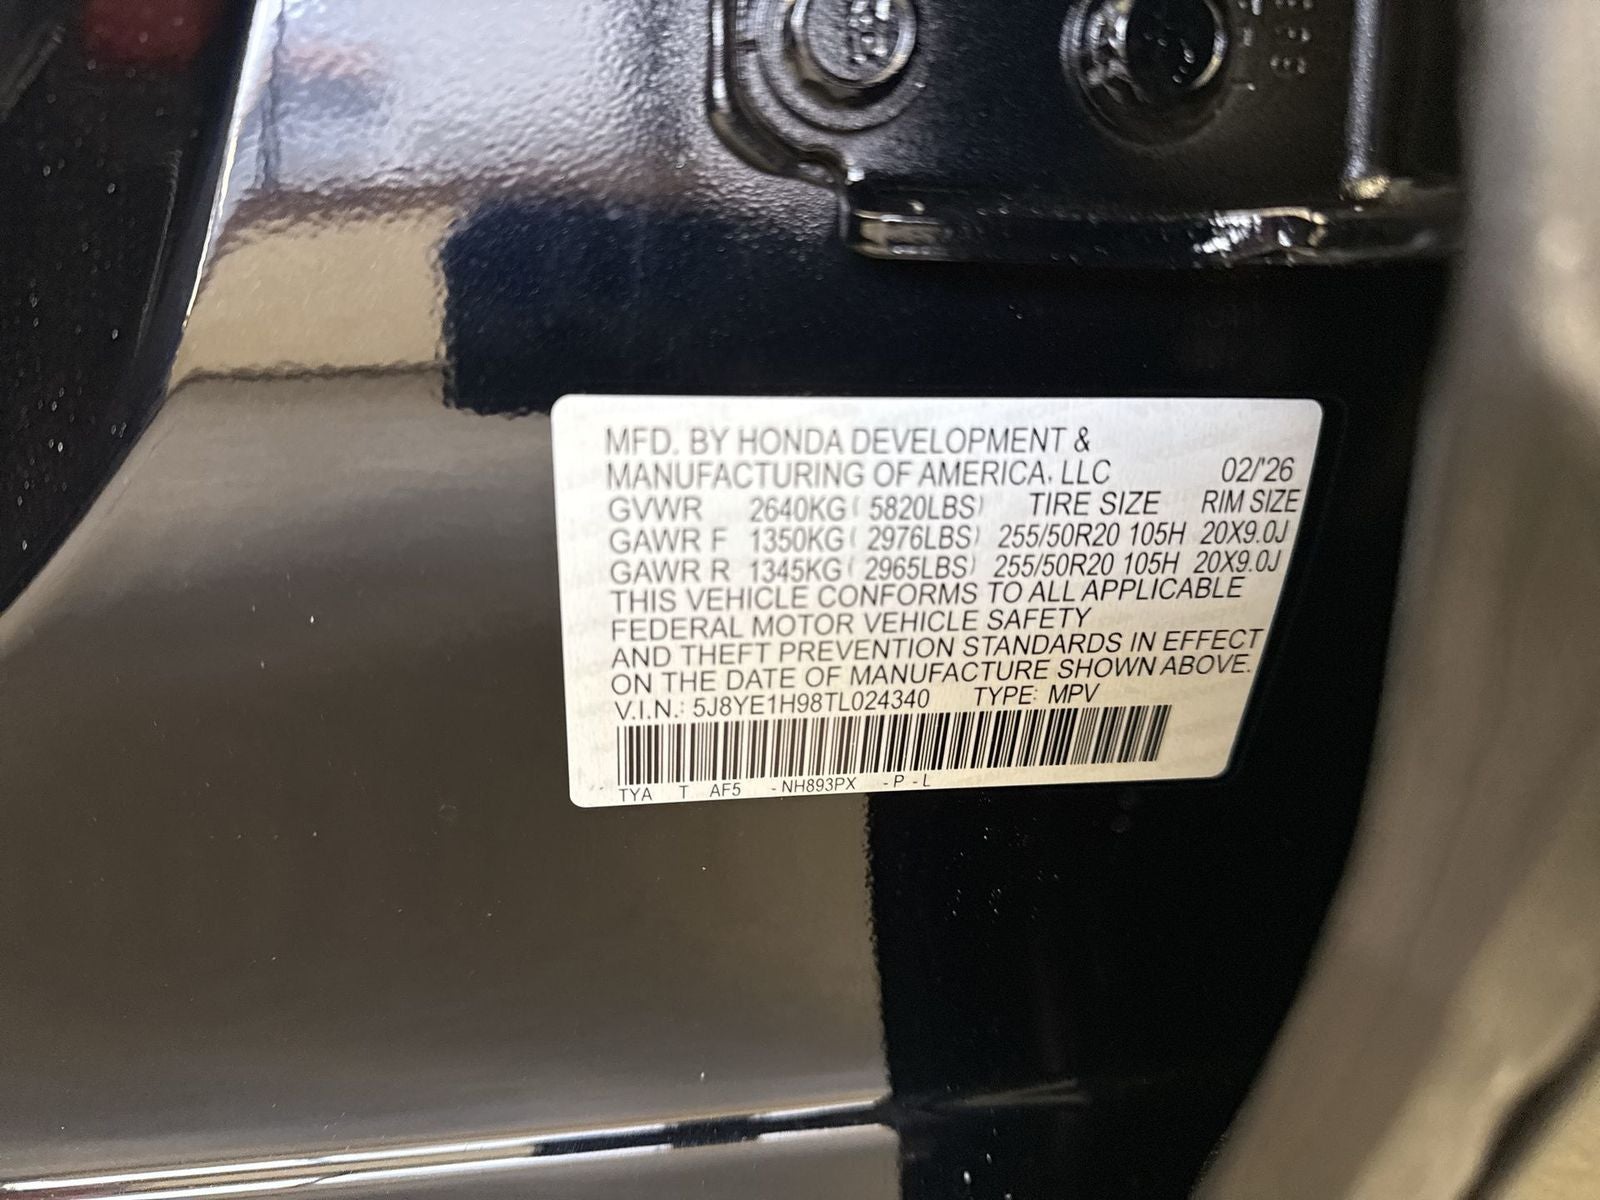 MFD. BY HONDA DEVELOPMENT &
MANUFACTURING OF AMERICA, LLC 02/'26
GVWR 2640KG ( 5820LBS) TIRE SIZE RIM SIZE
GAWR F 1350KG ( 2976LBS) 255/50R20 105H 20X9.0J
GAWR R 1345KG ( 2965LBS) 255/50R20 105H 20X9.0J
THIS VEHICLE CONFORMS TO ALL APPLICABLE
FEDERAL MOTOR VEHICLE SAFETY
AND THEFT PREVENTION STANDARDS IN EFFECT
ON THE DATE OF MANUFACTURE SHOWN ABOVE.
V.I.N.: 5J8YE1H98TL024340 TYPE: MPV
TYA T AF5 -NH893PX -P -L